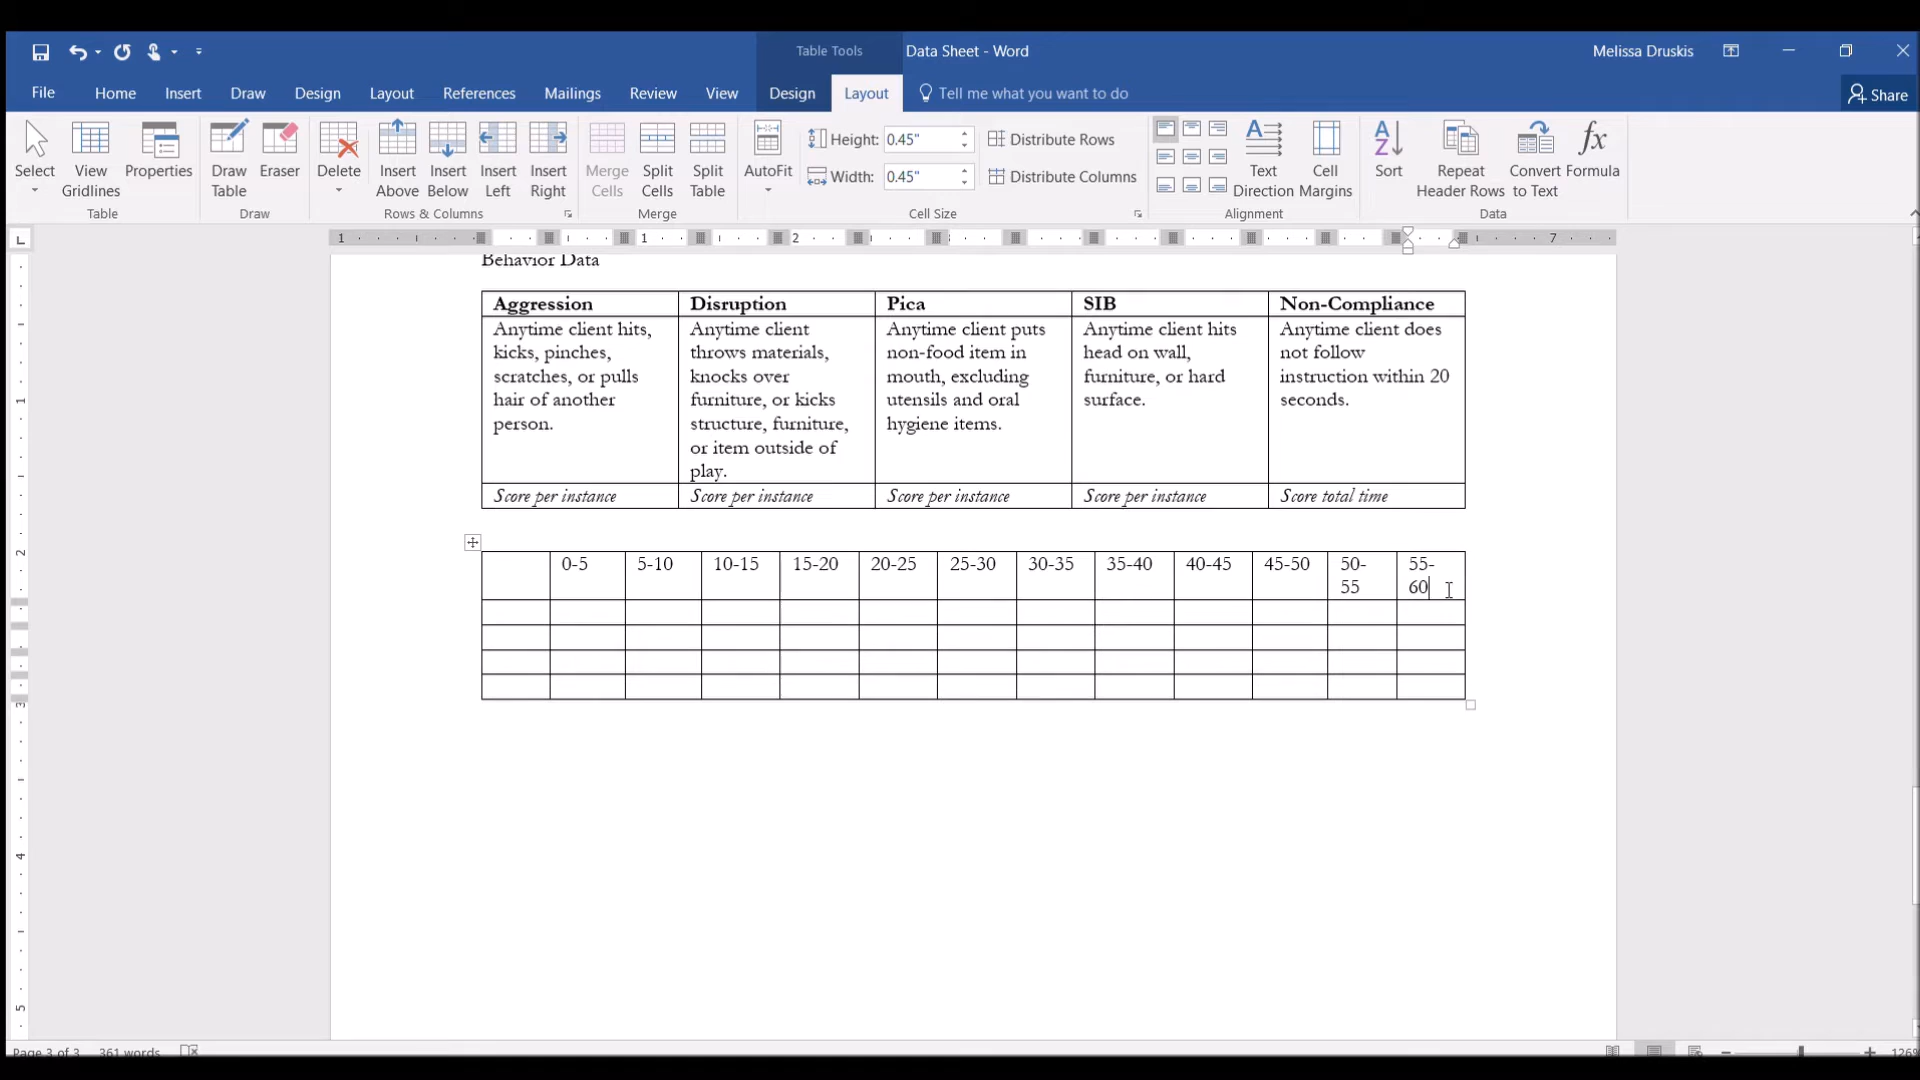 Table Tools
Data Sheet - Word
Melissa Druskis
File Home Insert Draw Design Layout References Mailings Review View Design Layout Tell me what you want to do Share
Select
View Gridlines
Properties
Table
Draw Table
Eraser
Draw
Delete
Insert Above
Insert Below
Insert Left
Insert Right
Rows & Columns
Merge Cells
Split Cells
Split Table
Merge
AutoFit
Height: 0.45"
Width: 0.45"
Distribute Rows
Distribute Columns
Cell Size
Text Direction
Cell Margins
Alignment
Sort
Repeat Header Rows
Convert to Text
Formula
Data
1 1 2 7
Behavior Data
Aggression Disruption Pica SIB Non-Compliance
Anytime client hits,
kicks, pinches,
scratches, or pulls
hair of another
person.
Anytime client
throws materials,
knocks over
furniture, or kicks
structure, furniture,
or item outside of
play.
Anytime client puts
non-food item in
mouth, excluding
utensils and oral
hygiene items.
Anytime client hits
head on wall,
furniture, or hard
surface.
Anytime client does
not follow
instruction within 20
seconds.
Score per instance Score per instance Score per instance Score per instance Score total time
0-5 5-10 10-15 15-20 20-25 25-30 30-35 35-40 40-45 45-50 50-
55 55-
60
1
2
3
4
5
Page 3 of 3 361 words
126%